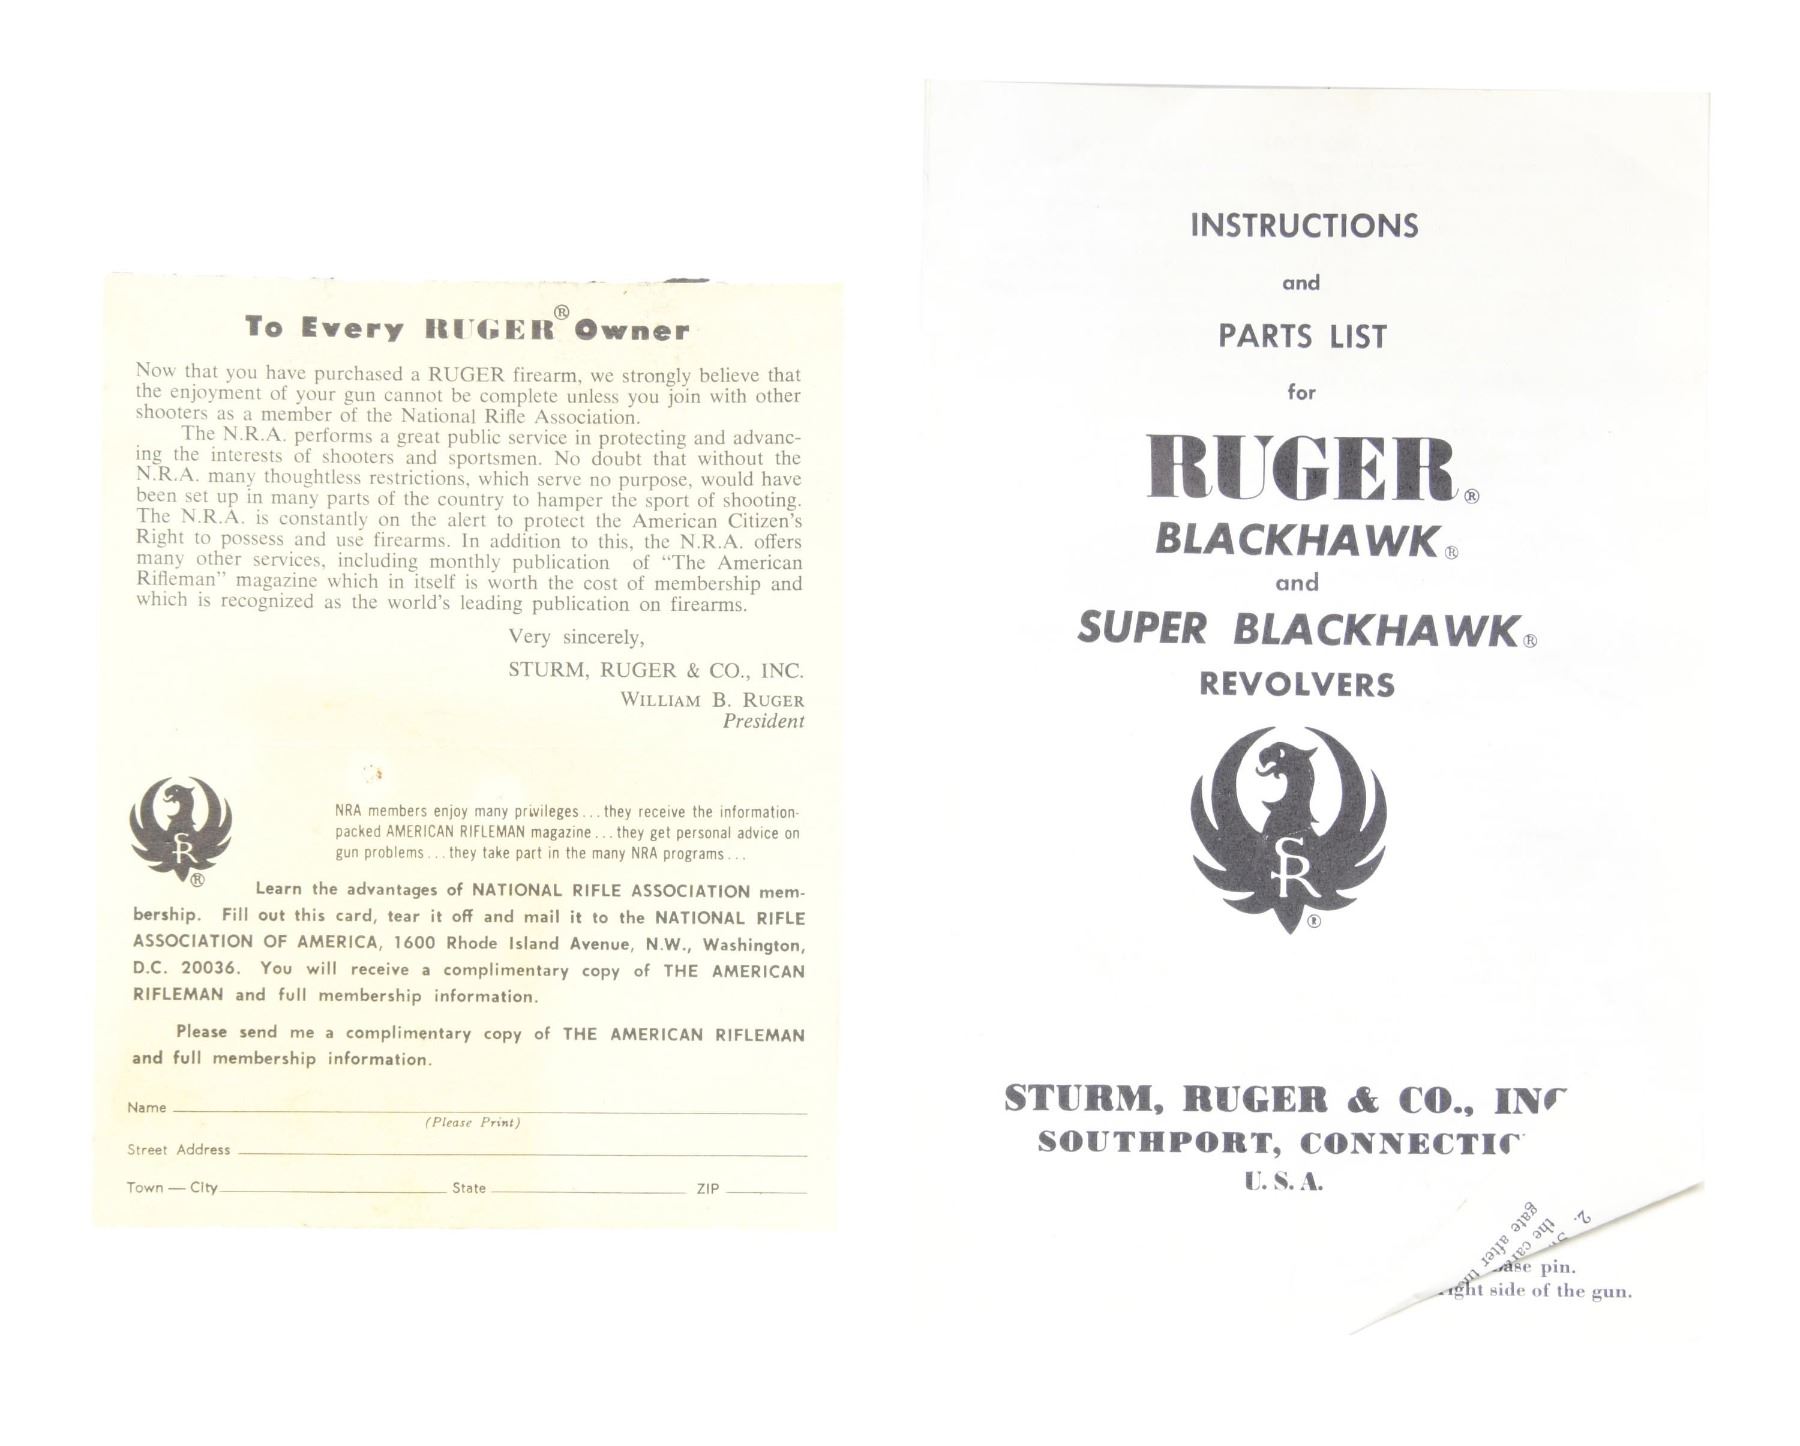 To Every RUGER® Owner
Now that you have purchased a RUGER firearm, we strongly believe that
the enjoyment of your gun cannot be complete unless you join with other
shooters as a member of the National Rifle Association.
The N.R.A. performs a great public service in protecting and advanc-
ing the interests of shooters and sportsmen. No doubt that without the
N.R.A. many thoughtless restrictions, which serve no purpose, would have
been set up in many parts of the country to hamper the sport of shooting.
The N.R.A. is constantly on the alert to protect the American Citizen's
Right to possess and use firearms. In addition to this, the N.R.A. offers
many other services, including monthly publication of "The American
Rifleman" magazine which in itself is worth the cost of membership and
which is recognized as the world's leading publication on firearms.
Very sincerely,
STURM, RUGER & CO., INC.
WILLIAM B. RUGER
President
SR
®
NRA members enjoy many privileges...they receive the information-
packed AMERICAN RIFLEMAN magazine...they get personal advice on
gun problems...they take part in the many NRA programs...
Learn the advantages of NATIONAL RIFLE ASSOCIATION mem-
bership. Fill out this card, tear it off and mail it to the NATIONAL RIFLE
ASSOCIATION OF AMERICA, 1600 Rhode Island Avenue, N.W., Washington,
D.C. 20036. You will receive a complimentary copy of THE AMERICAN
RIFLEMAN and full membership information.
Please send me a complimentary copy of THE AMERICAN RIFLEMAN
and full membership information.
Name
(Please Print)
Street Address
Town — City State ZIP
INSTRUCTIONS
and
PARTS LIST
for
RUGER®
BLACKHAWK®
and
SUPER BLACKHAWK®
REVOLVERS
SR
®
STURM, RUGER & CO., INC
SOUTHPORT, CONNECTIC
U. S. A.
2.
the
gate after
pin.
side of the gun.